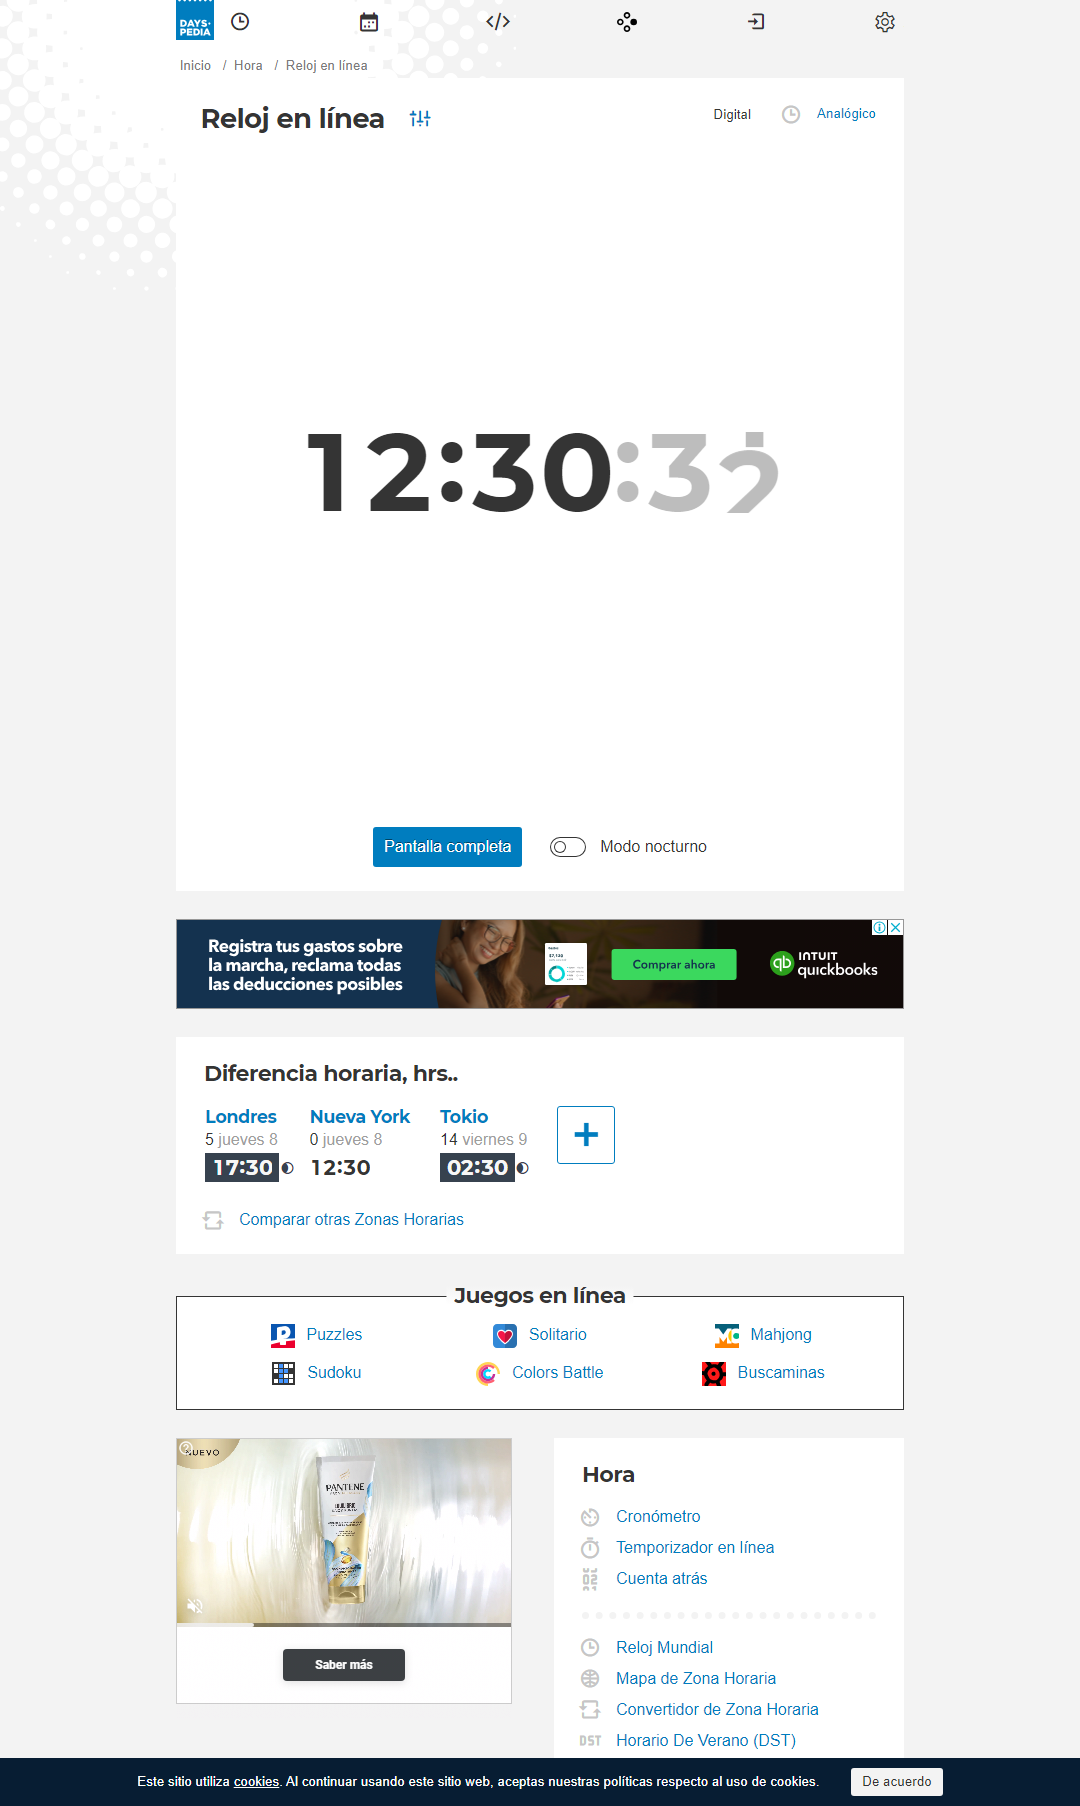 DAYS·
PEDIA
Inicio / Hora / Reloj en línea
Reloj en línea
Digital
Analógico
12:30:32
Pantalla completa
Modo nocturno
Registra tus gastos sobre
la marcha, reclama todas
las deducciones posibles
Comprar ahora
INTUIT
quickbooks
Diferencia horaria, hrs..
Londres
5 jueves 8
17:30
Nueva York
0 jueves 8
12:30
Tokio
14 viernes 9
02:30
Comparar otras Zonas Horarias
Juegos en línea
Puzzles
Solitario
Mahjong
Sudoku
Colors Battle
Buscaminas
NUEVO
PANTENE
Saber más
Hora
Cronómetro
Temporizador en línea
Cuenta atrás
Reloj Mundial
Mapa de Zona Horaria
Convertidor de Zona Horaria
DST Horario De Verano (DST)
Este sitio utiliza cookies. Al continuar usando este sitio web, aceptas nuestras políticas respecto al uso de cookies.
De acuerdo